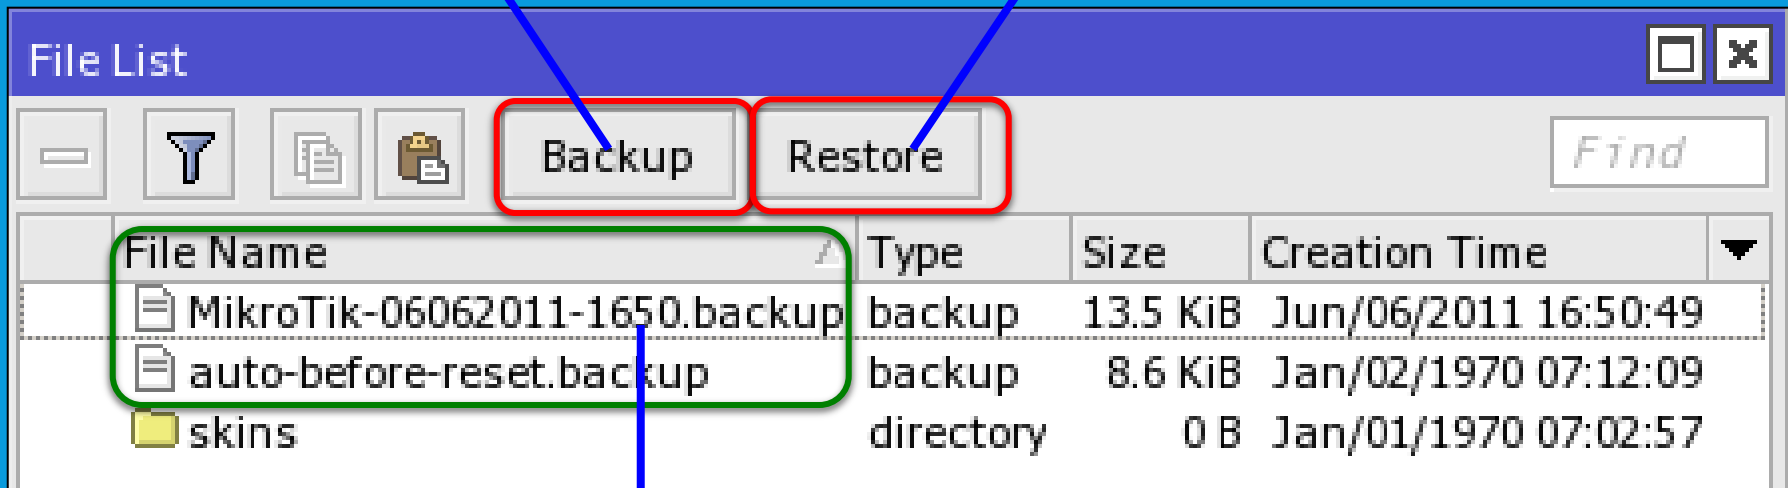 File List
Backup Restore Find
File Name Type Size Creation Time
MikroTik-06062011-1650.backup backup 13.5 KiB Jun/06/2011 16:50:49
auto-before-reset.backup backup 8.6 KiB Jan/02/1970 07:12:09
skins directory 0 B Jan/01/1970 07:02:57